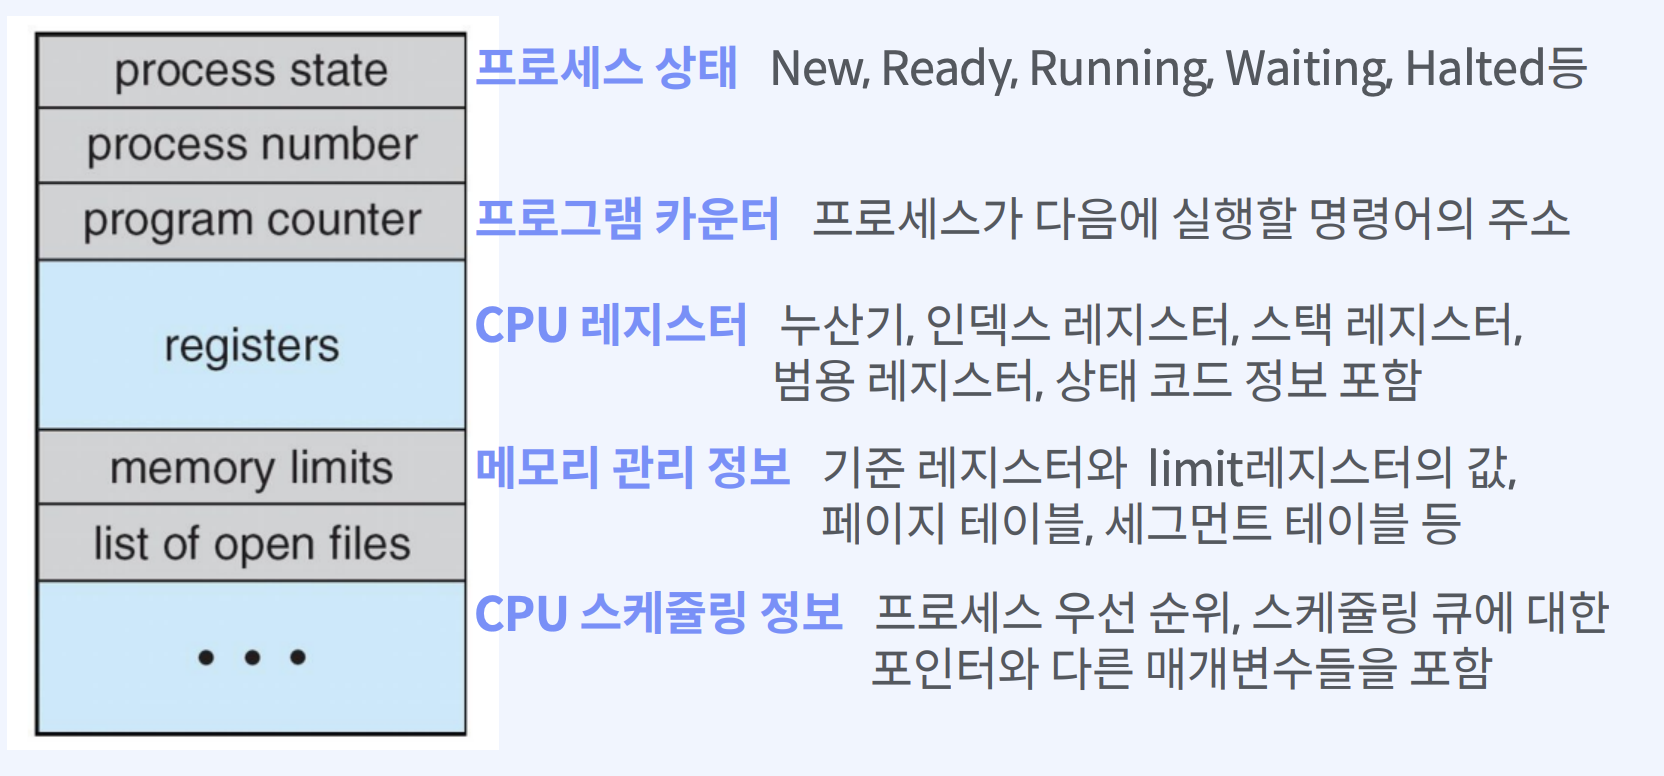 process state
프로세스 상태 New, Ready, Running, Waiting, Halted등
process number
program counter
프로그램 카운터 프로세스가 다음에 실행할 명령어의 주소
registers
CPU 레지스터 누산기, 인덱스 레지스터, 스택 레지스터,
범용 레지스터, 상태 코드 정보 포함
memory limits
메모리 관리 정보 기준 레지스터와 limit레지스터의 값,
페이지 테이블, 세그먼트 테이블 등
list of open files
CPU 스케쥴링 정보 프로세스 우선 순위, 스케쥴링 큐에 대한
포인터와 다른 매개변수들을 포함
• • •